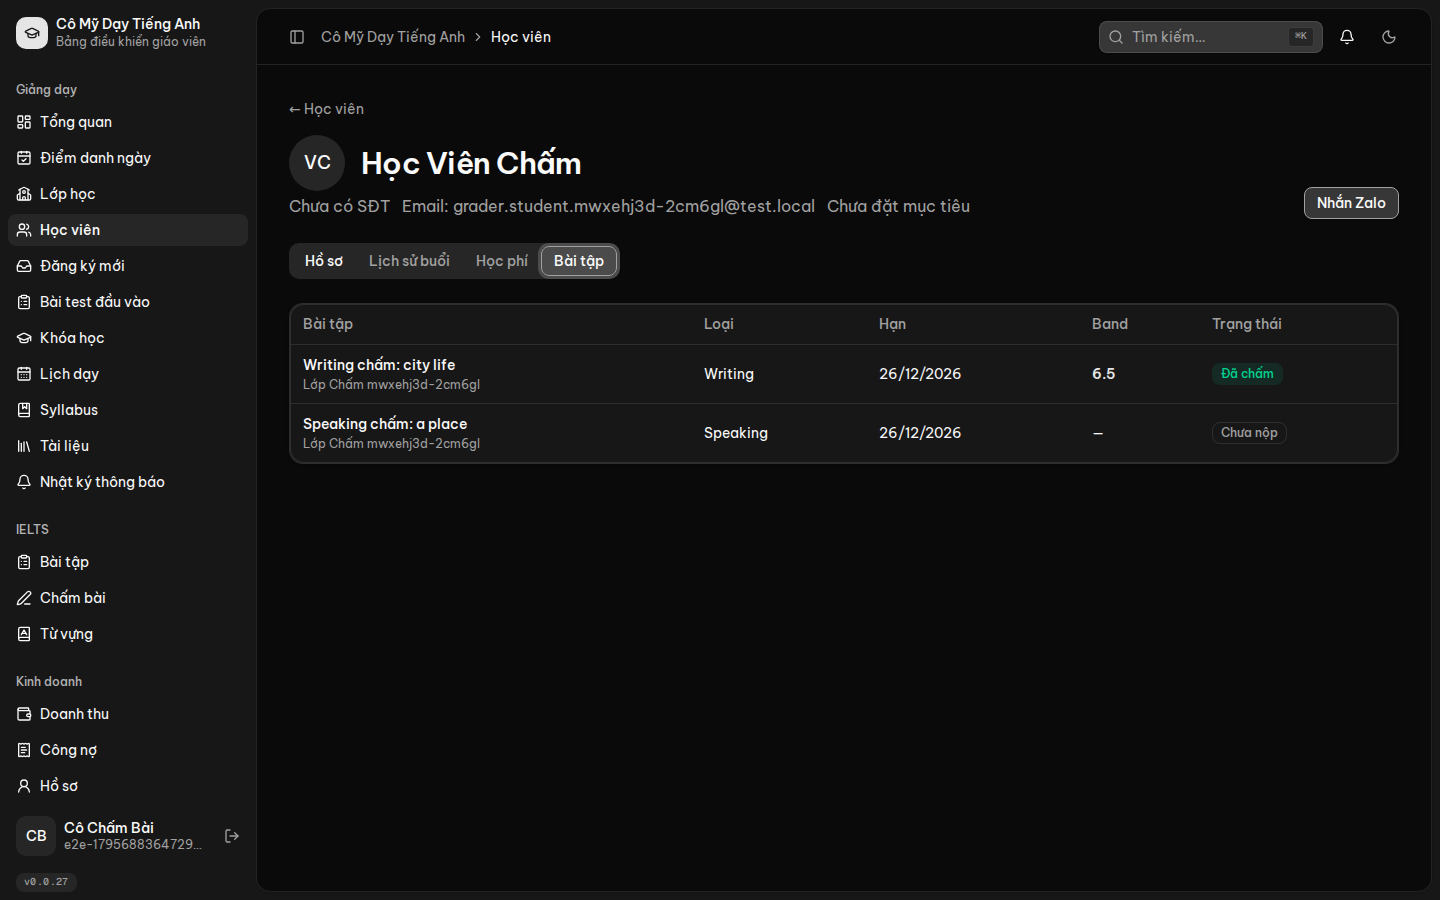 Cô Mỹ Dạy Tiếng Anh
Bảng điều khiển giáo viên
Giảng dạy
Tổng quan
Điểm danh ngày
Lớp học
Học viên
Đăng ký mới
Bài test đầu vào
Khóa học
Lịch dạy
Syllabus
Tài liệu
Nhật ký thông báo
IELTS
Bài tập
Chấm bài
Từ vựng
Kinh doanh
Doanh thu
Công nợ
Hồ sơ
CB
Cô Chấm Bài
e2e-1795688364729...
v0.0.27
Cô Mỹ Dạy Tiếng Anh > Học viên
Tìm kiếm... ⌘K
← Học viên
VC
Học Viên Chấm
Chưa có SĐT Email: grader.student.mwxehj3d-2cm6gl@test.local Chưa đặt mục tiêu
Nhắn Zalo
Hồ sơ Lịch sử buổi Học phí Bài tập
Bài tập Loại Hạn Band Trạng thái
Writing chấm: city life
Lớp Chấm mwxehj3d-2cm6gl
Writing 26/12/2026 6.5 Đã chấm
Speaking chấm: a place
Lớp Chấm mwxehj3d-2cm6gl
Speaking 26/12/2026 — Chưa nộp